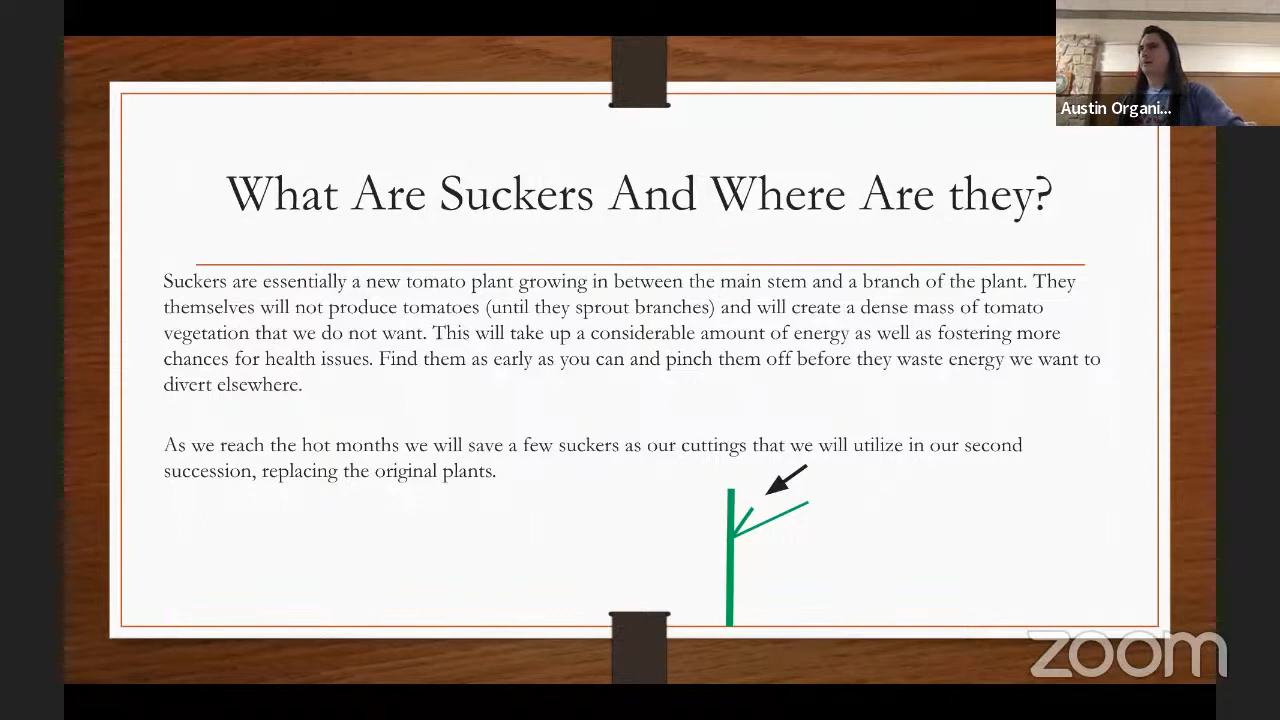 Austin Organi...
What Are Suckers And Where Are they?
Suckers are essentially a new tomato plant growing in between the main stem and a branch of the plant. They
themselves will not produce tomatoes (until they sprout branches) and will create a dense mass of tomato
vegetation that we do not want. This will take up a considerable amount of energy as well as fostering more
chances for health issues. Find them as early as you can and pinch them off before they waste energy we want to
divert elsewhere.
As we reach the hot months we will save a few suckers as our cuttings that we will utilize in our second
succession, replacing the original plants.
zoom